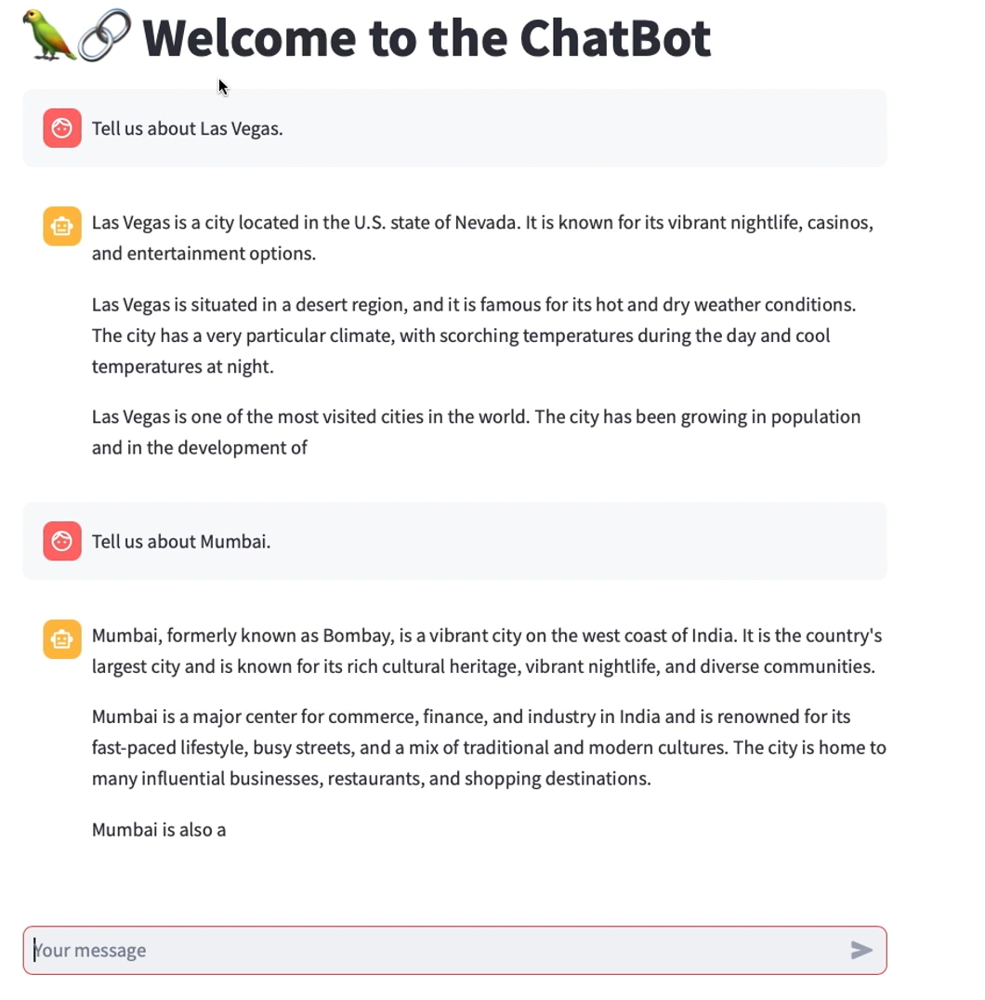 Welcome to the ChatBot
Tell us about Las Vegas.
Las Vegas is a city located in the U.S. state of Nevada. It is known for its vibrant nightlife, casinos,
and entertainment options.
Las Vegas is situated in a desert region, and it is famous for its hot and dry weather conditions.
The city has a very particular climate, with scorching temperatures during the day and cool
temperatures at night.
Las Vegas is one of the most visited cities in the world. The city has been growing in population
and in the development of
Tell us about Mumbai.
Mumbai, formerly known as Bombay, is a vibrant city on the west coast of India. It is the country's
largest city and is known for its rich cultural heritage, vibrant nightlife, and diverse communities.
Mumbai is a major center for commerce, finance, and industry in India and is renowned for its
fast-paced lifestyle, busy streets, and a mix of traditional and modern cultures. The city is home to
many influential businesses, restaurants, and shopping destinations.
Mumbai is also a
Your message